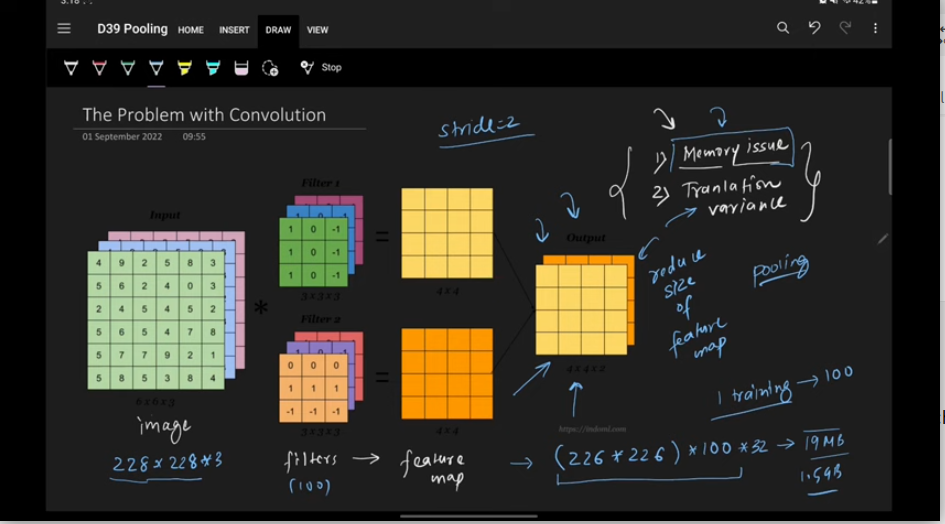 D39 Pooling HOME INSERT DRAW VIEW
Stop
The Problem with Convolution
01 September 2022 09:55
stride=2
1) Memory issue
2) Tranlation
variance
Input
Filter 1
Output
4 9 2 5 8 3
5 6 2 4 0 3
2 4 5 4 5 2
5 6 5 4 7 8
5 7 7 9 2 1
5 8 5 3 8 4
6 x 6 x 3
*
1 0 -1
1 0 -1
1 0 -1
3 x 3 x 3
=
4 x 4
Filter 2
0 0 0
1 1 1
-1 -1 -1
3 x 3 x 3
=
4 x 4
4 x 4 x 2
reduce
size
of
feature
map
pooling
1 training → 100
https://indoml.com
image
228 x 228 * 3
filters → feature
map
(100)
→ (226 * 226) * 100 * 32 → 19 MB
1.5GB